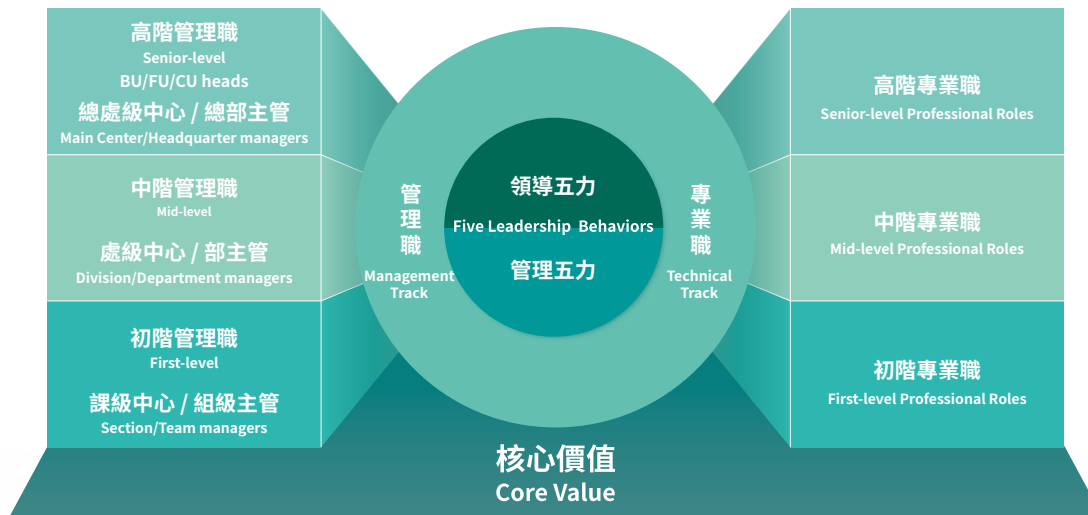 高階管理職
Senior-level
BU/FU/CU heads
總處級中心 / 總部主管
Main Center/Headquarter managers
中階管理職
Mid-level
處級中心 / 部主管
Division/Department managers
初階管理職
First-level
課級中心 / 組級主管
Section/Team managers
管
理
職
Management
Track
領導五力
Five Leadership Behaviors
管理五力
專
業
職
Technical
Track
高階專業職
Senior-level Professional Roles
中階專業職
Mid-level Professional Roles
初階專業職
First-level Professional Roles
核心價值
Core Value